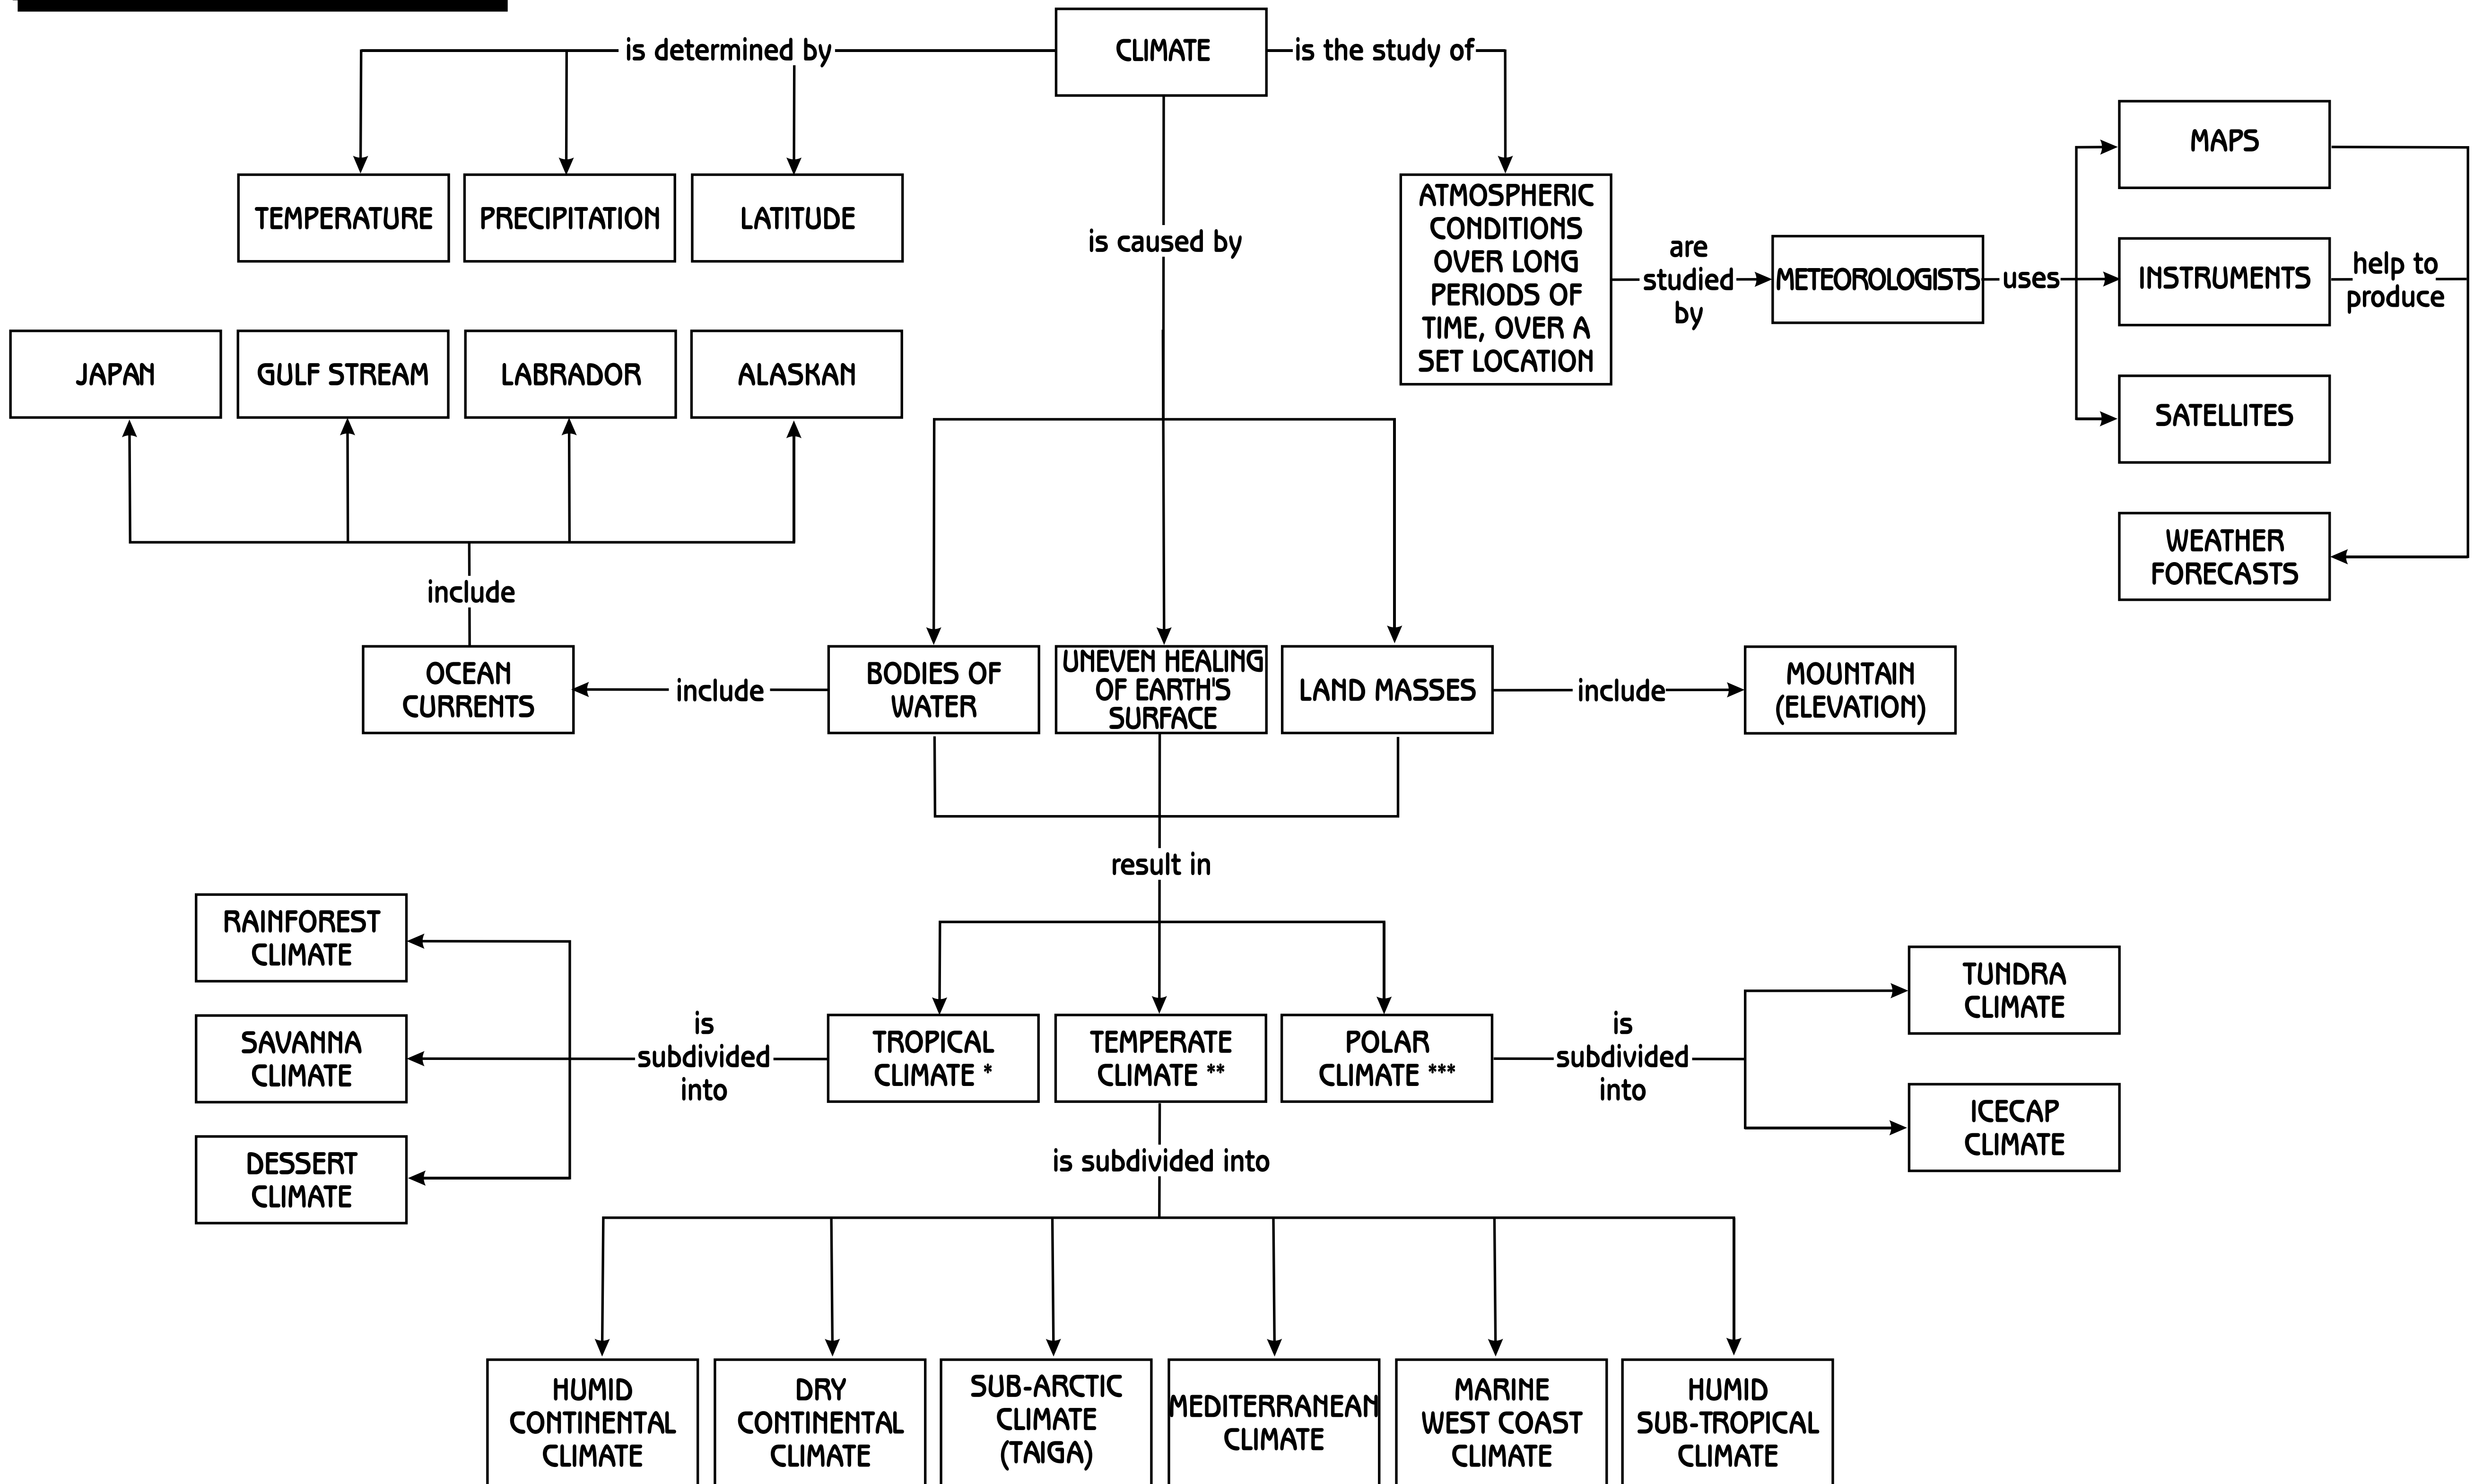 is determined by
CLIMATE
is the study of
MAPS
TEMPERATURE
PRECIPITATION
LATITUDE
ATMOSPHERIC
CONDITIONS
OVER LONG
PERIODS OF
TIME, OVER A
SET LOCATION
is caused by
are
studied
by
METEOROLOGISTS
uses
INSTRUMENTS
help to
produce
JAPAN
GULF STREAM
LABRADOR
ALASKAN
SATELLITES
WEATHER
FORECASTS
include
OCEAN
CURRENTS
include
BODIES OF
WATER
UNEVEN HEALING
OF EARTH'S
SURFACE
LAND MASSES
include
MOUNTAIN
(ELEVATION)
result in
RAINFOREST
CLIMATE
SAVANNA
CLIMATE
DESSERT
CLIMATE
is
subdivided
into
TROPICAL
CLIMATE *
TEMPERATE
CLIMATE **
POLAR
CLIMATE ***
is
subdivided
into
TUNDRA
CLIMATE
ICECAP
CLIMATE
is subdivided into
HUMID
CONTINENTAL
CLIMATE
DRY
CONTINENTAL
CLIMATE
SUB-ARCTIC
CLIMATE
(TAIGA)
MEDITERRANEAN
CLIMATE
MARINE
WEST COAST
CLIMATE
HUMID
SUB-TROPICAL
CLIMATE